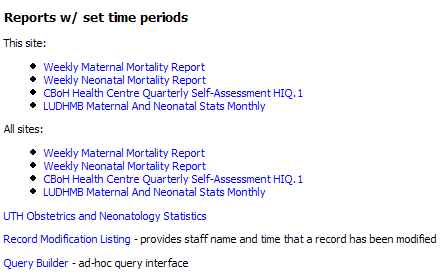 Reports w/ set time periods
This site:
Weekly Maternal Mortality Report
Weekly Neonatal Mortality Report
CBoH Health Centre Quarterly Self-Assessment HIQ.1
LUDHMB Maternal And Neonatal Stats Monthly
All sites:
Weekly Maternal Mortality Report
Weekly Neonatal Mortality Report
CBoH Health Centre Quarterly Self-Assessment HIQ.1
LUDHMB Maternal And Neonatal Stats Monthly
UTH Obstetrics and Neonatology Statistics
Record Modification Listing - provides staff name and time that a record has been modified
Query Builder - ad-hoc query interface